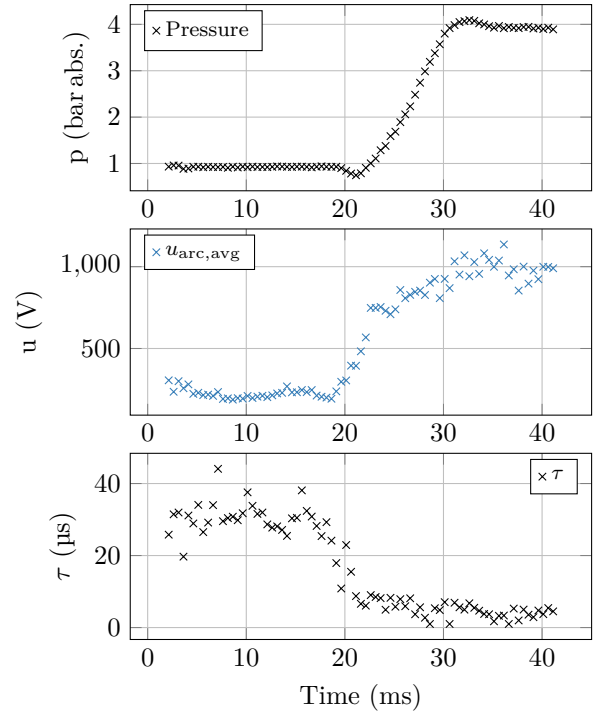 4
3
1
p (bar abs.)
× Pressure
0 10 20 30 40
1,000
500
u (V)
× u_arc,avg
0 10 20 30 40
40
20
0
τ (µs)
× τ
0 10 20 30 40
Time (ms)